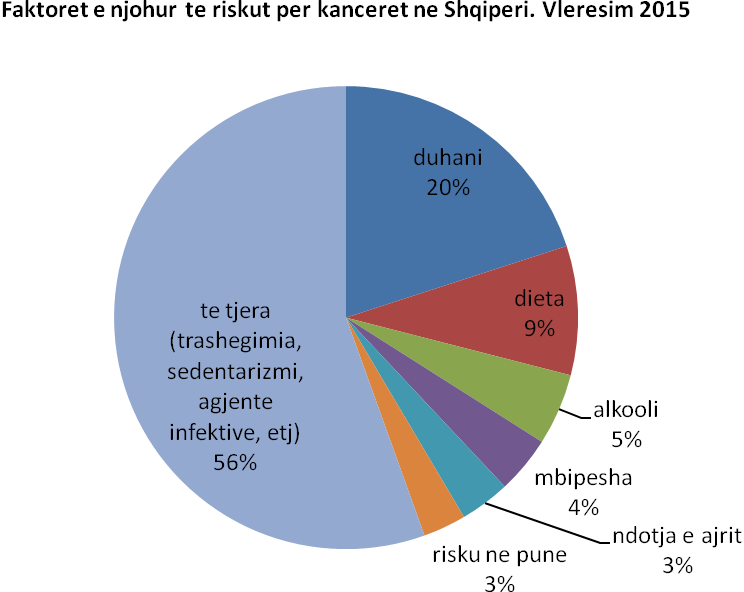 Faktoret e njohur te riskut per kanceret ne Shqiperi. Vleresim 2015
duhani
20%
dieta
9%
alkooli
5%
mbipesha
4%
ndotja e ajrit
3%
risku ne pune
3%
te tjera
(trashegimia,
sedentarizmi,
agjente
infektive, etj)
56%